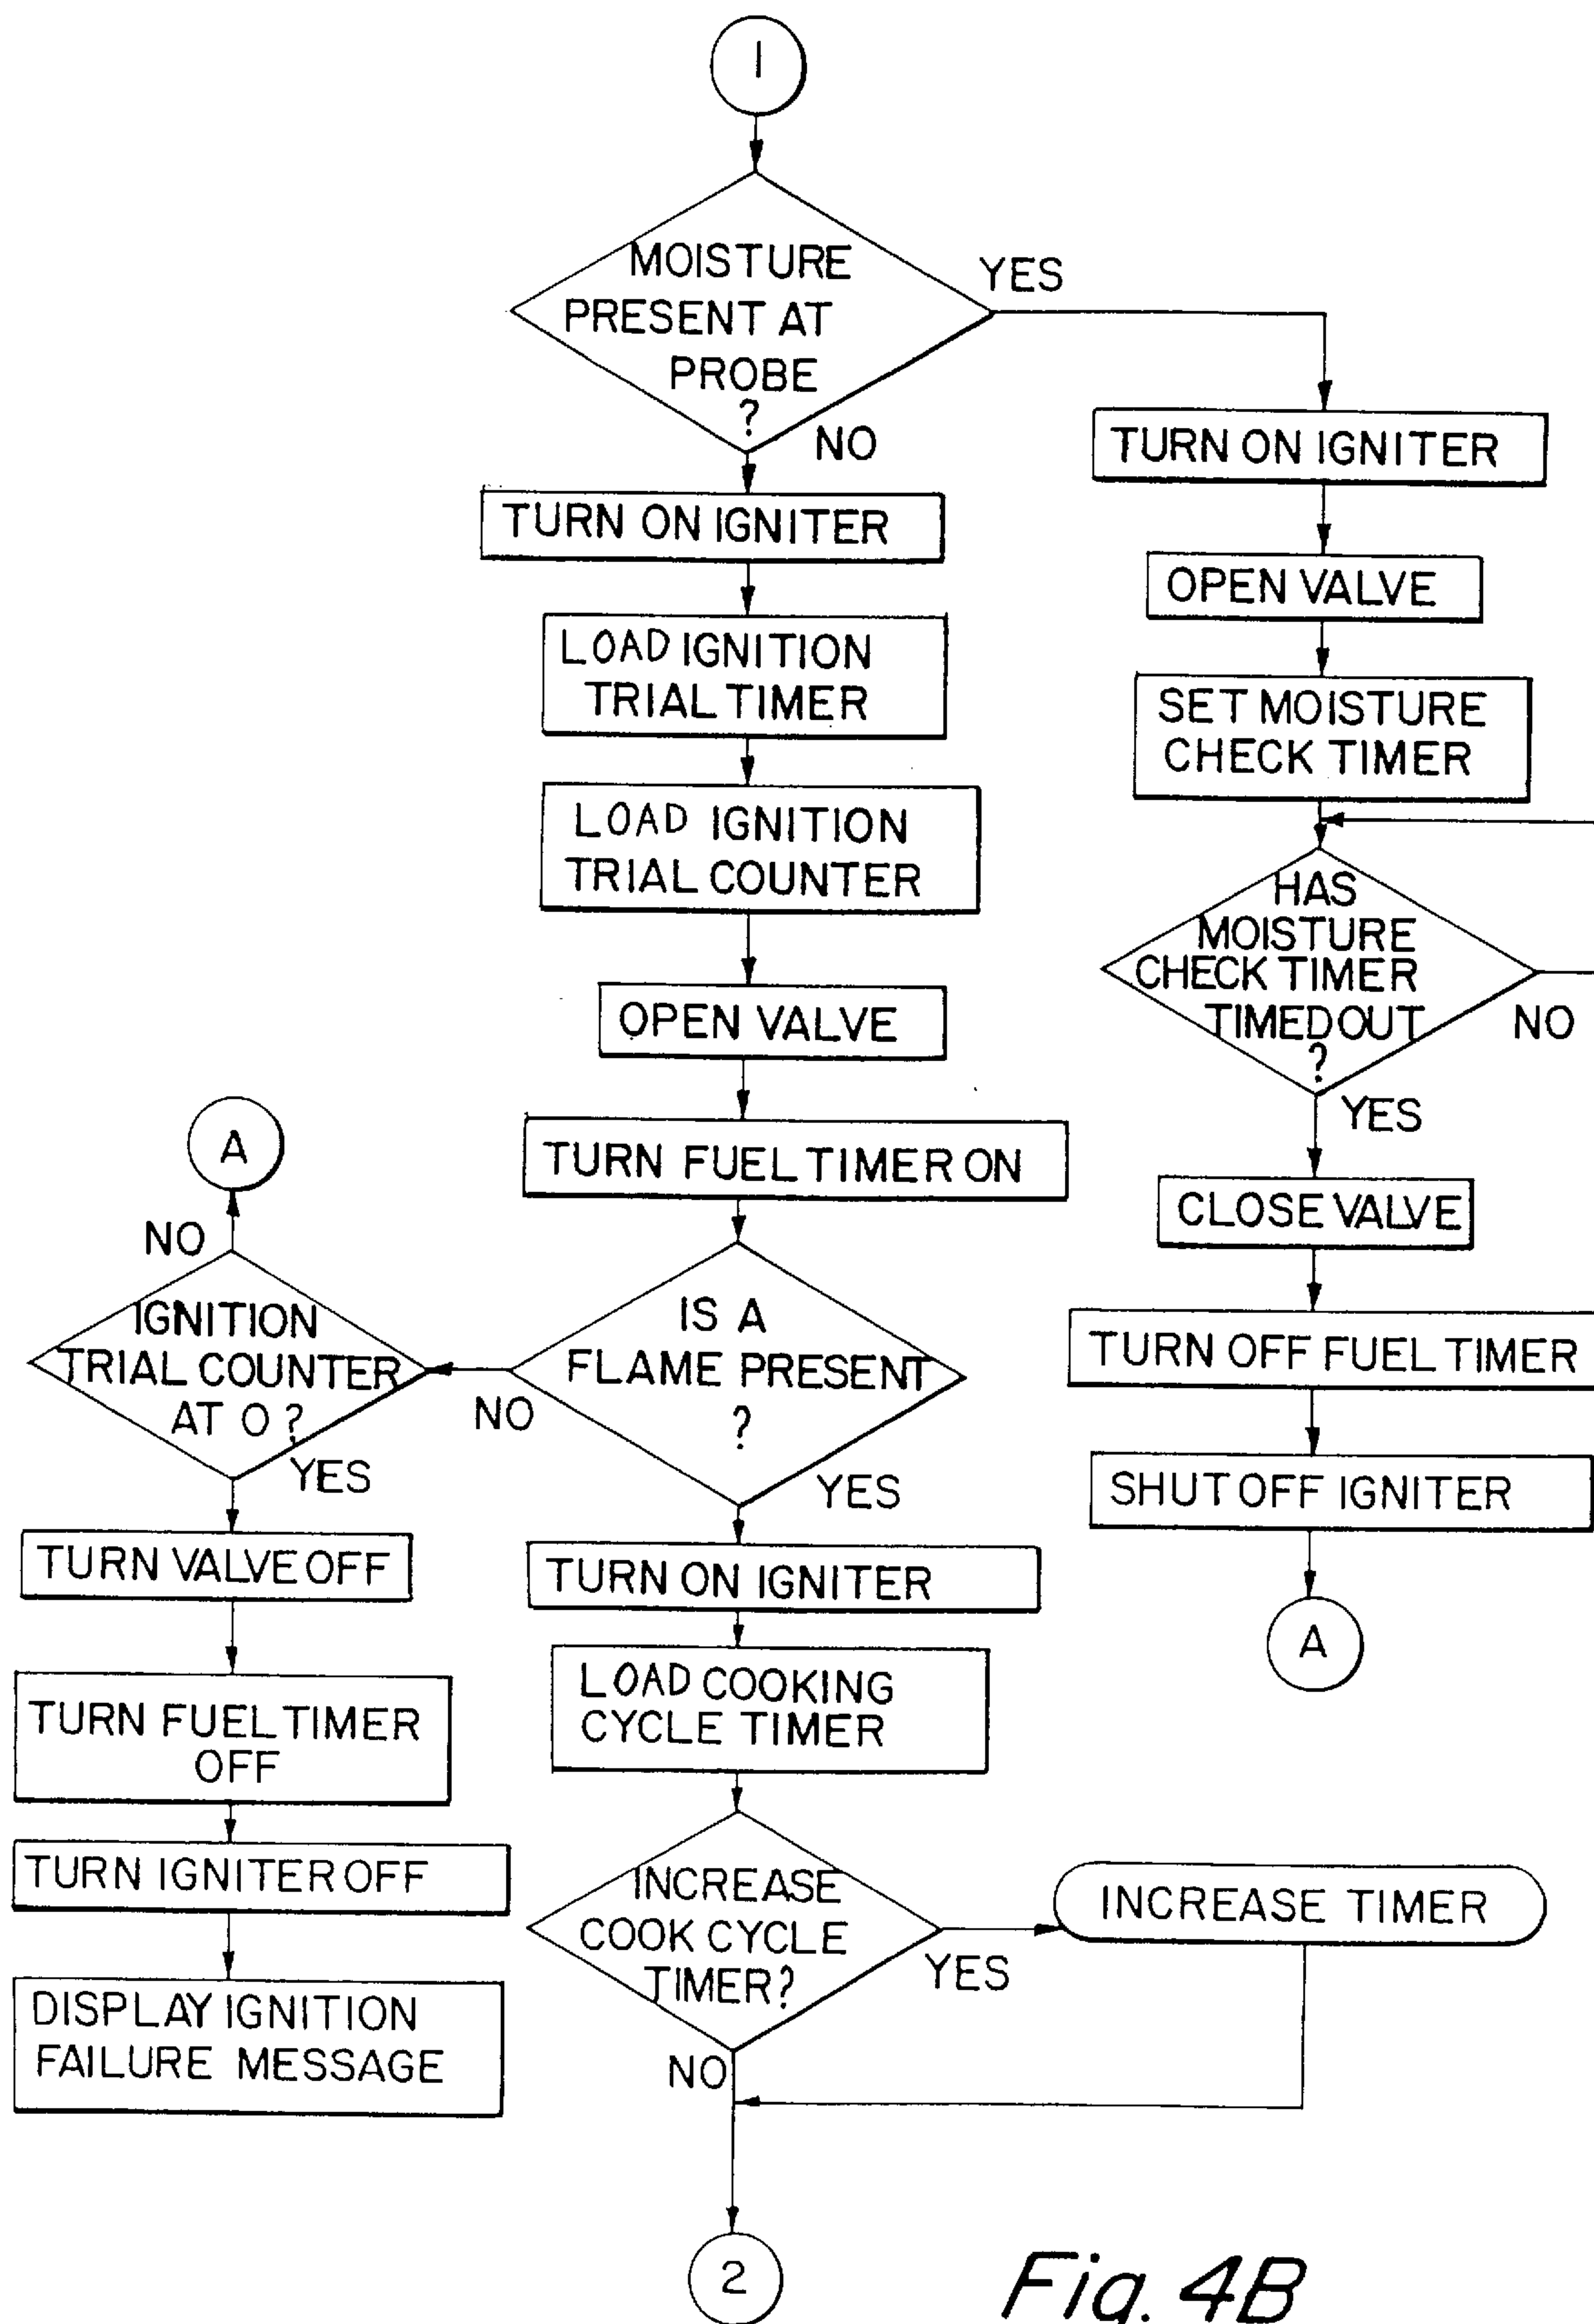 1
MOISTURE
PRESENT AT
PROBE
?
YES
NO
TURN ON IGNITER
LOAD IGNITION
TRIAL TIMER
LOAD IGNITION
TRIAL COUNTER
OPEN VALVE
TURN FUEL TIMER ON
IS A
FLAME PRESENT
?
NO
YES
IGNITION
TRIAL COUNTER
AT 0 ?
NO
A
YES
TURN VALVE OFF
TURN FUEL TIMER
OFF
TURN IGNITER OFF
DISPLAY IGNITION
FAILURE MESSAGE
TURN ON IGNITER
LOAD COOKING
CYCLE TIMER
INCREASE
COOK CYCLE
TIMER?
YES
INCREASE TIMER
NO
2
TURN ON IGNITER
OPEN VALVE
SET MOISTURE
CHECK TIMER
HAS
MOISTURE
CHECK TIMER
TIMED OUT
?
NO
YES
CLOSE VALVE
TURN OFF FUEL TIMER
SHUT OFF IGNITER
A
Fig. 4B